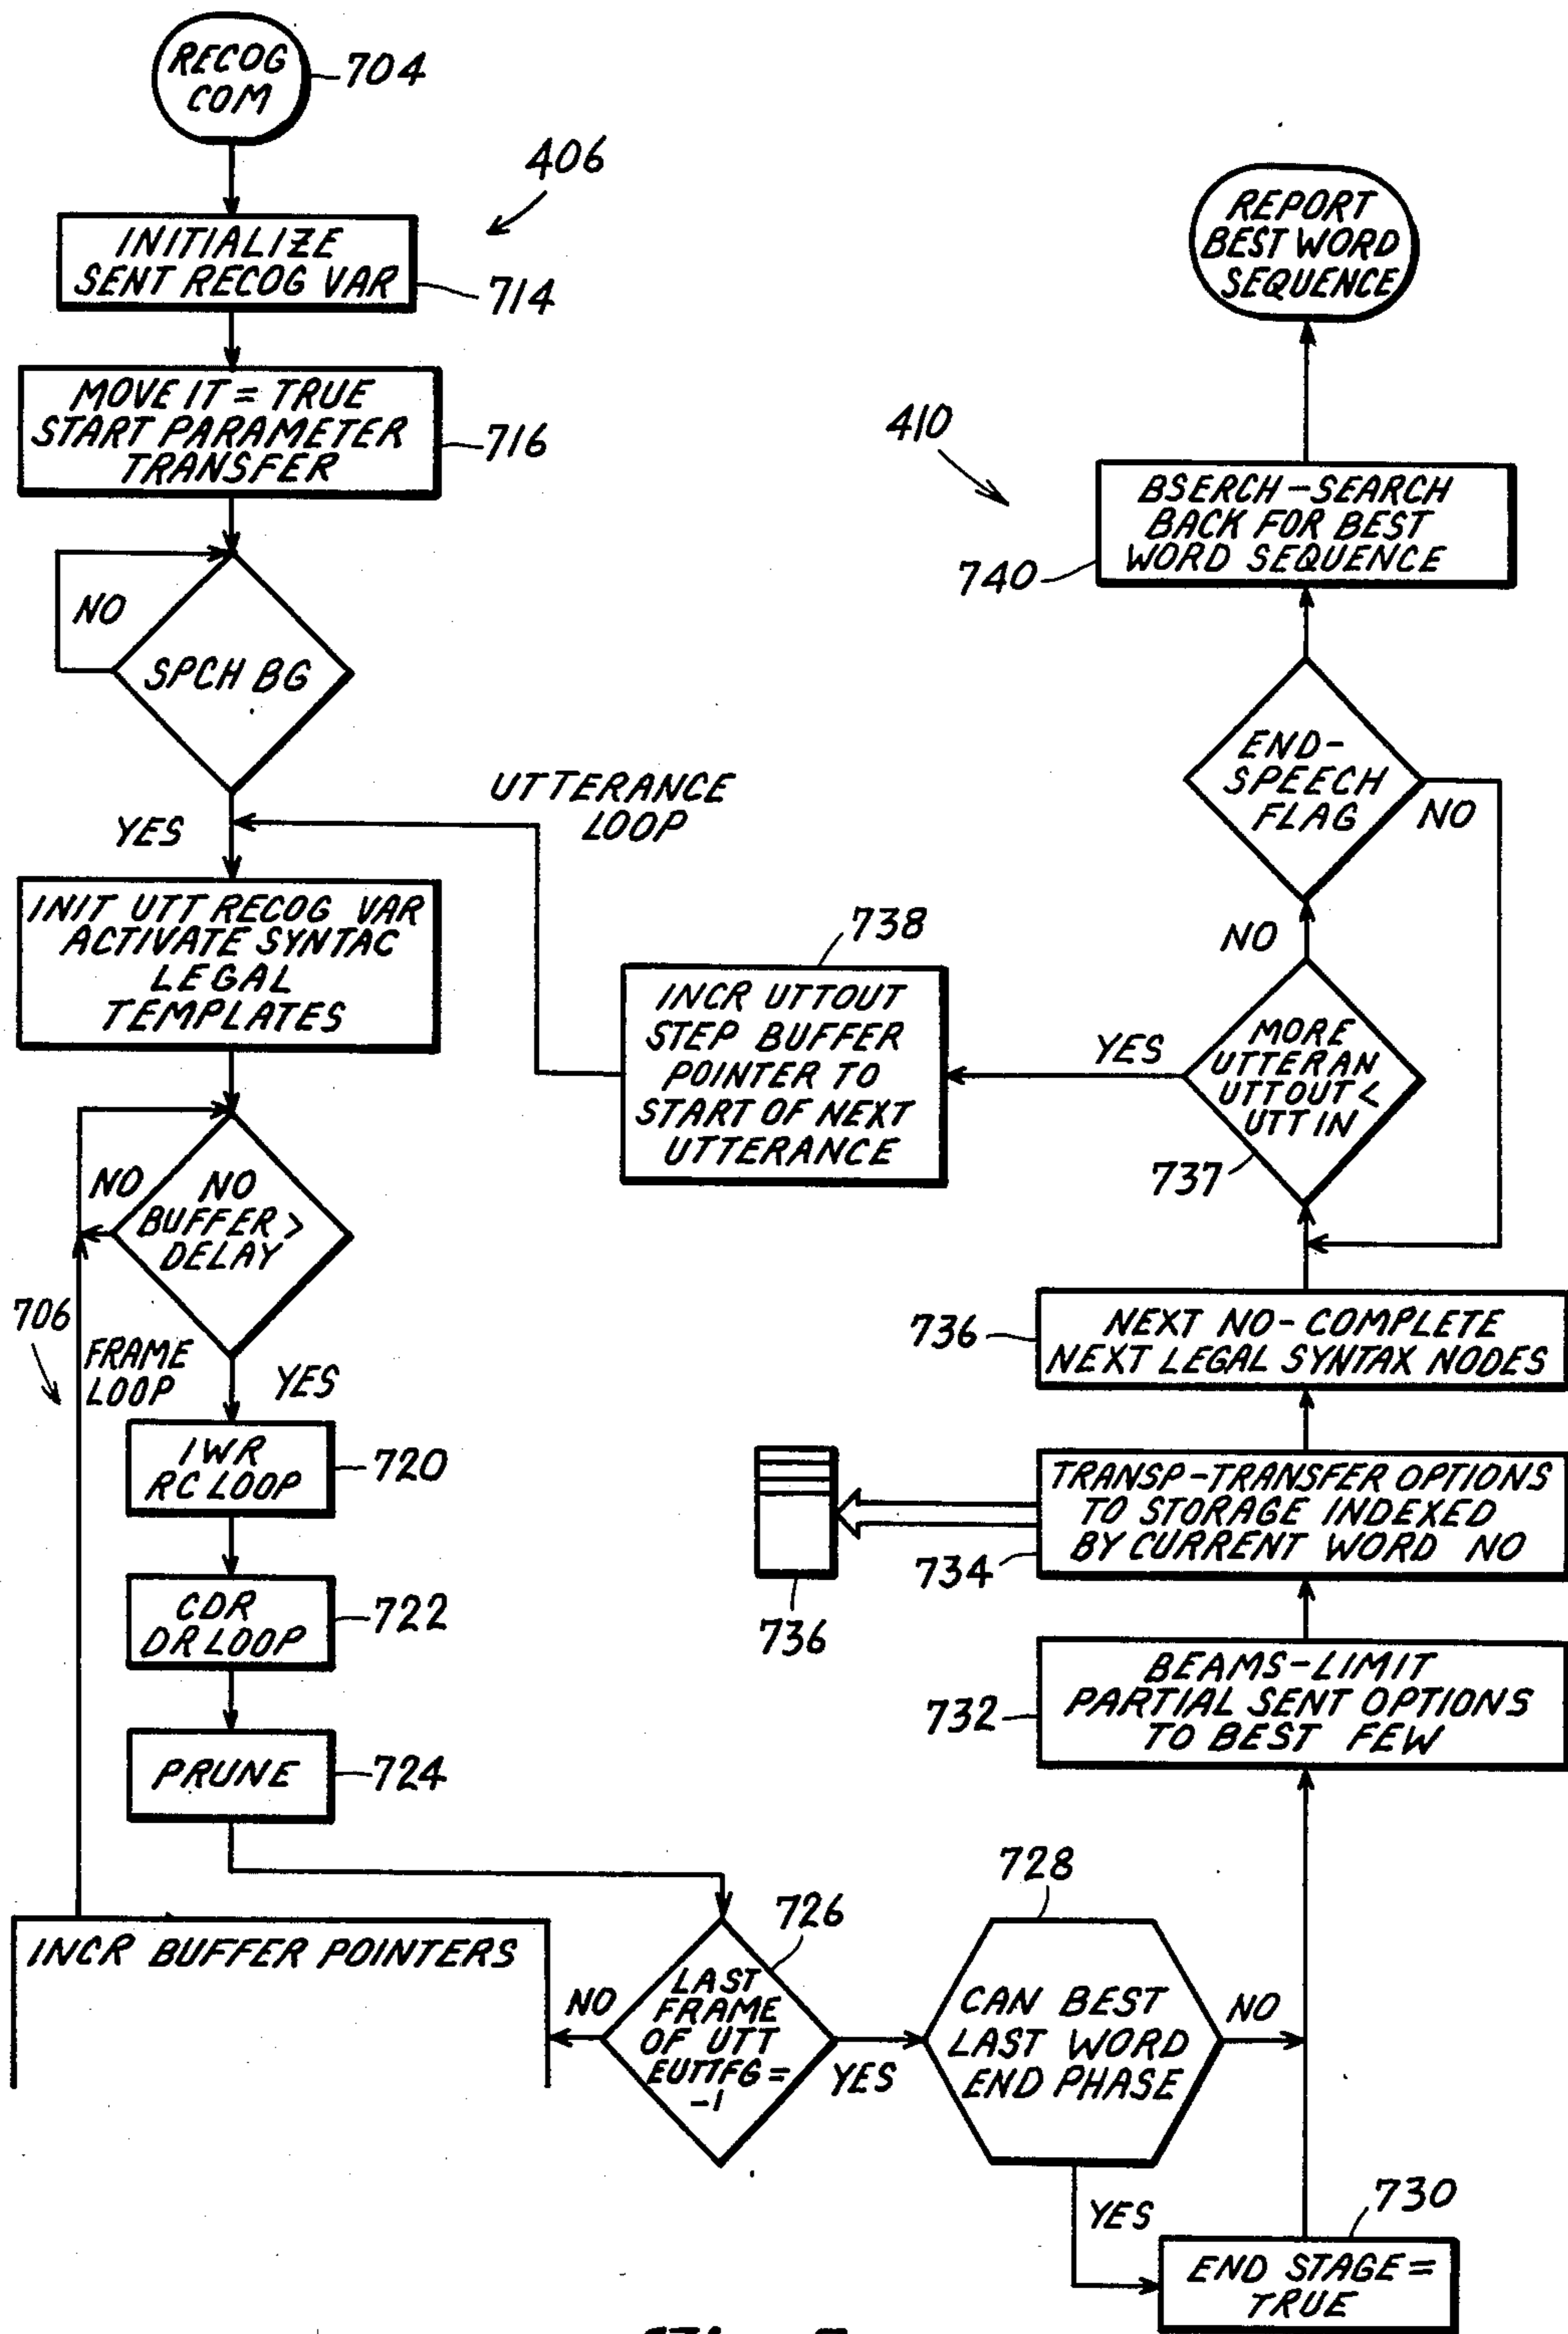 RECOG
COM
704
406
INITIALIZE
SENT RECOG VAR
714
MOVE IT = TRUE
START PARAMETER
TRANSFER
716
NO
SPCH BG
YES
UTTERANCE
LOOP
INIT UTT RECOG VAR
ACTIVATE SYNTAC
LEGAL
TEMPLATES
NO
NO
BUFFER >
DELAY
706
FRAME
LOOP
YES
IWR
RC LOOP
720
CDR
DR LOOP
722
PRUNE
724
INCR BUFFER POINTERS
NO
726
LAST
FRAME
OF UTT
EUTTFG =
-1
YES
728
CAN BEST
LAST WORD
END PHASE
NO
YES
730
END STAGE =
TRUE
732
BEAMS-LIMIT
PARTIAL SENT OPTIONS
TO BEST FEW
734
TRANSP-TRANSFER OPTIONS
TO STORAGE INDEXED
BY CURRENT WORD NO
736
736
NEXT NO-COMPLETE
NEXT LEGAL SYNTAX NODES
737
MORE
UTTERAN
UTTOUT <
UTT IN
YES
738
INCR UTTOUT
STEP BUFFER
POINTER TO
START OF NEXT
UTTERANCE
NO
END-
SPEECH
FLAG
NO
410
740
BSERCH-SEARCH
BACK FOR BEST
WORD SEQUENCE
REPORT
BEST WORD
SEQUENCE